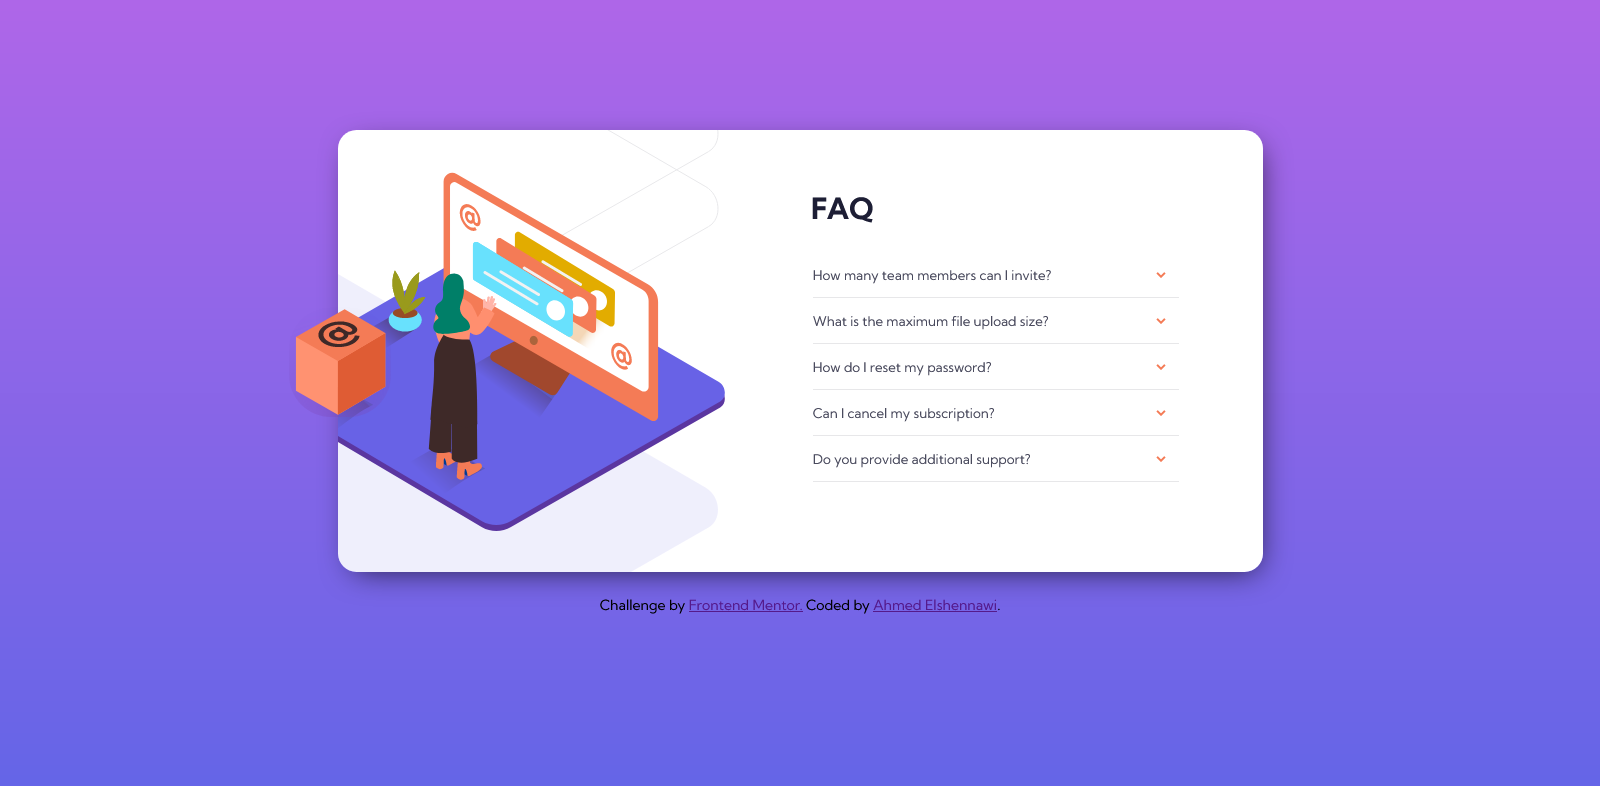 FAQ
How many team members can I invite?
What is the maximum file upload size?
How do I reset my password?
Can I cancel my subscription?
Do you provide additional support?
@
@
@
Challenge by Frontend Mentor. Coded by Ahmed Elshennawi.